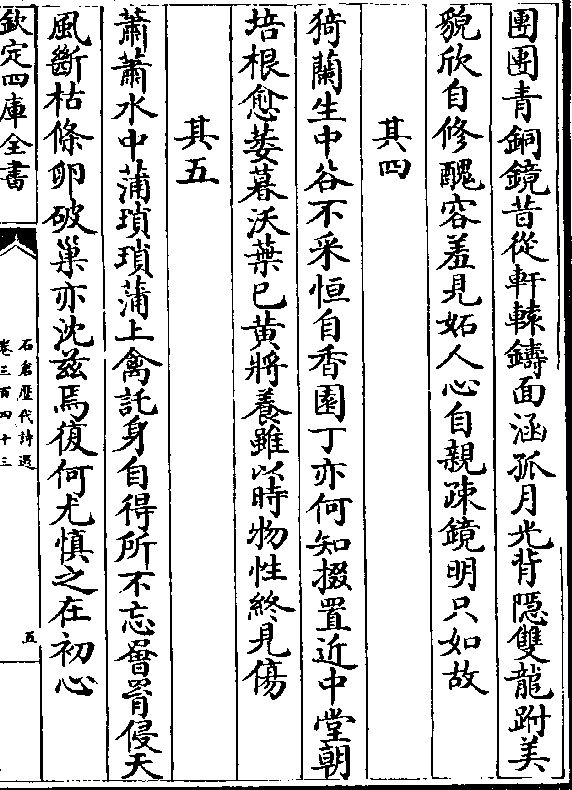 團團青銅鏡昔從軒轅鑄面涵孤月光背隠雙龍跗美
貌欣自修醜容羞見妬人心自親疎鏡明只如故
其四
猗蘭生中谷不采恒自香園丁亦何知掇置近中堂朝
培根愈萎暮沃葉已黄將養雖以時物性終見傷
其五
蕭蕭水中蒲瑣瑣蒲上禽託身自得所不忘罾罥侵天
風斷枯條卵破巢亦沈兹焉復何尤慎之在初心
欽定四庫全書
石倉歴代詩選
卷三百四十三
五